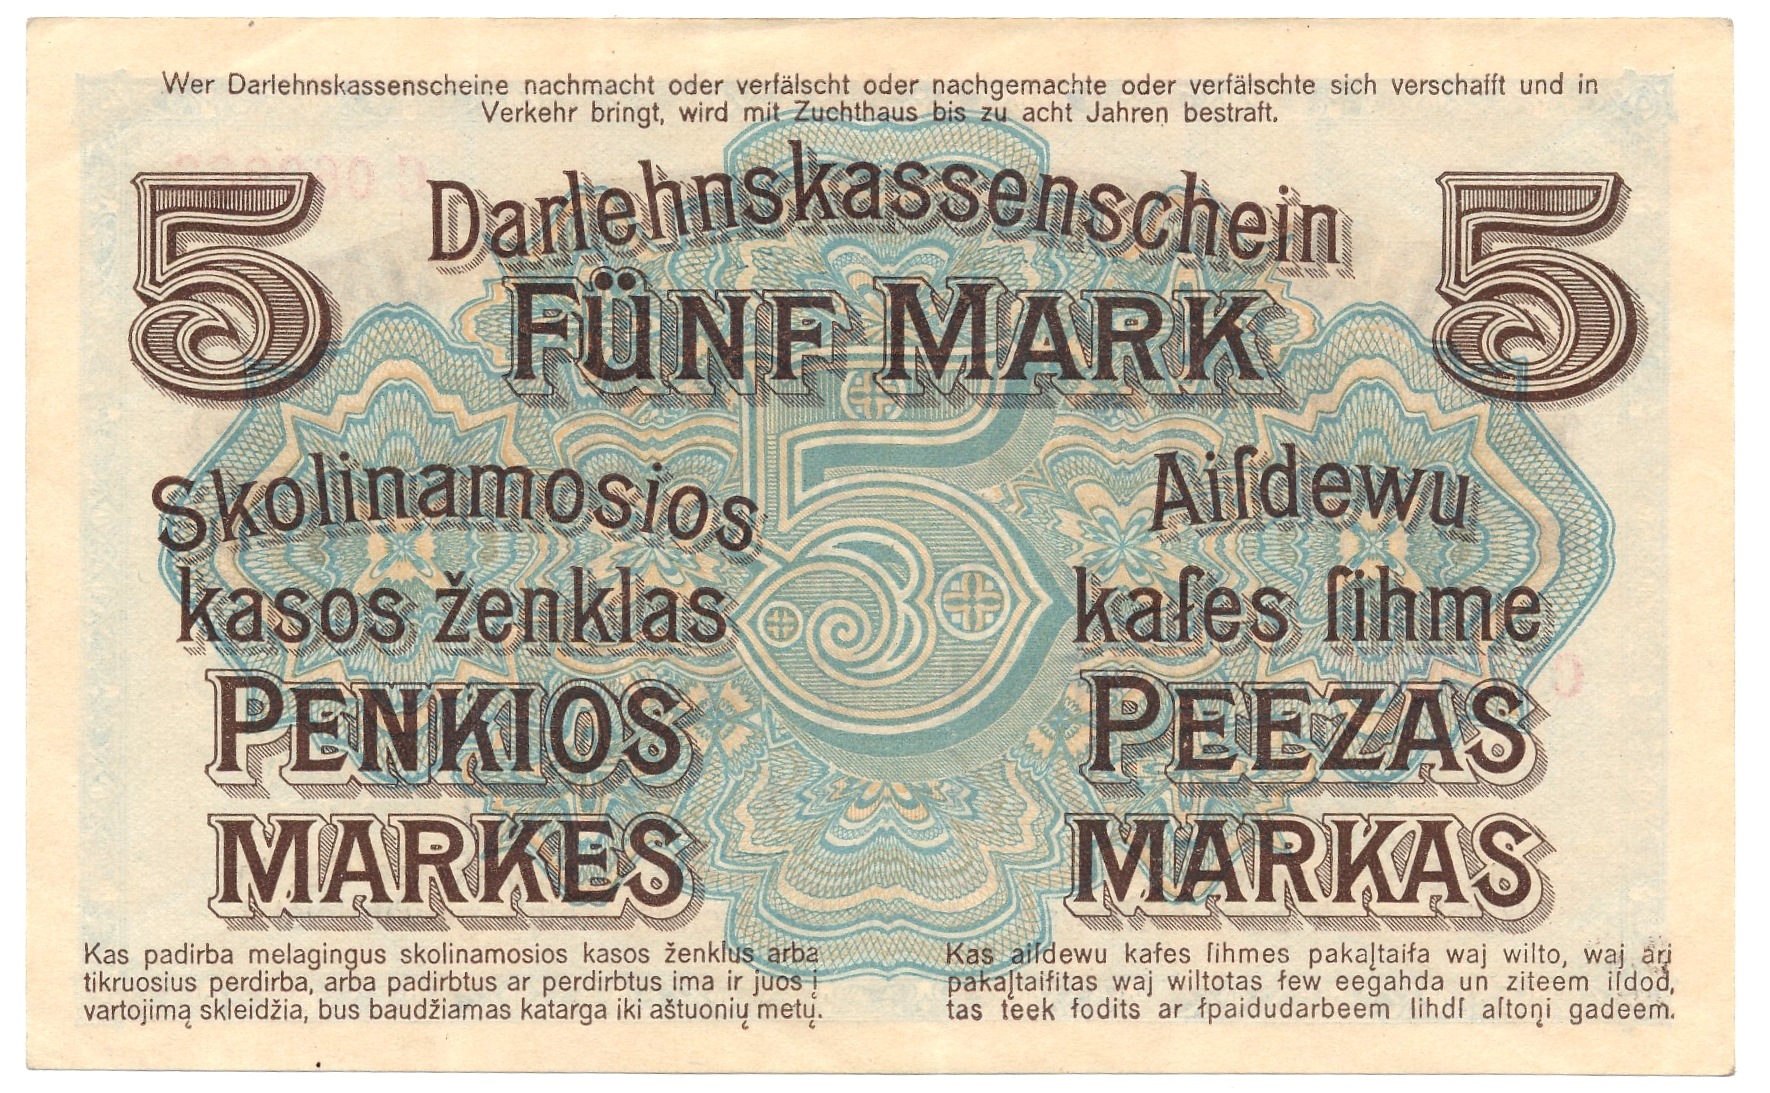 Wer Darlehnskassenscheine nachmacht oder verfälscht oder nachgemachte oder verfälschte sich verschafft und in
Verkehr bringt, wird mit Zuchthaus bis zu acht Jahren bestraft.
5
Darlehnskassenschein
5
FÜNF MARK
5
Skolinamosios
kasos ženklas
PENKIOS
MARKES
Aiſdewu
kaſes ſihme
PEEZAS
MARKAS
Kas padirba melagingus skolinamosios kasos ženklus arba
tikruosius perdirba, arba padirbtus ar perdirbtus ima ir juos į
vartojimą skleidžia, bus baudžiamas katarga iki aštuonių metų.
Kas aiſdewu kaſes ſihmes pakaļtaiſa waj wilto, waj arį
pakaļtaiſitas waj wiltotas ſew eegahda un ziteem iſdod,
tas teek ſodits ar ſpaidudarbeem lihdſ aſtoņi gadeem.